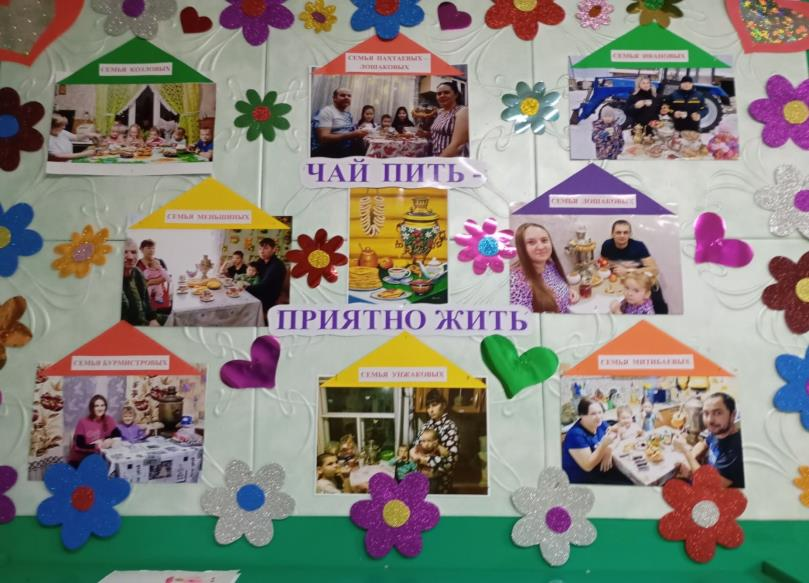 СЕМЬЯ КОЗЛОВЫХ
СЕМЬЯ ПАХТАЕВЫХ -
ЛОШАКОВЫХ
СЕМЬЯ ИВАНОВЫХ
ЧАЙ ПИТЬ -
СЕМЬЯ МЕНЬШИНЫХ
СЕМЬЯ ЛОШАКОВЫХ
ПРИЯТНО ЖИТЬ
СЕМЬЯ БУРМИСТРОВЫХ
СЕМЬЯ УНЖАКОВЫХ
СЕМЬЯ МИТИБАЕВЫХ